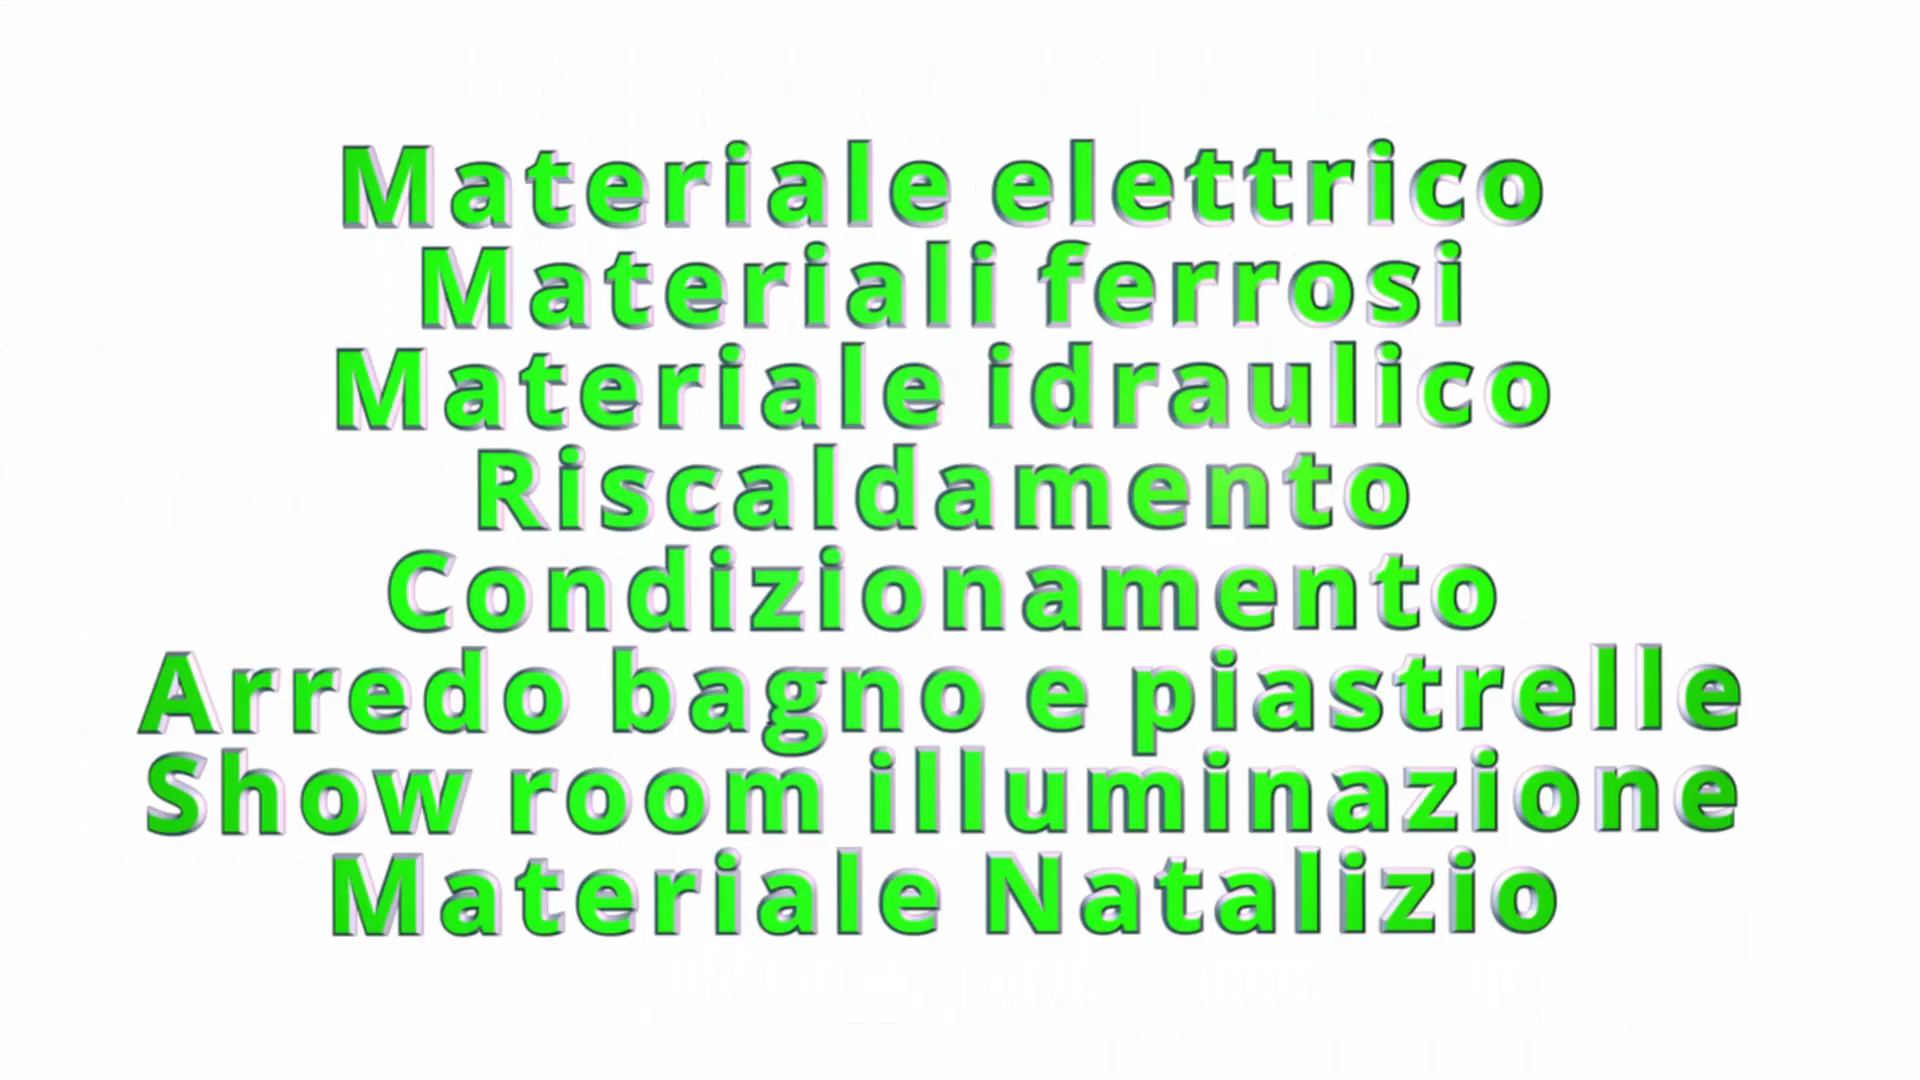 Materiale elettrico
Materiali ferrosi
Materiale idraulico
Riscaldamento
Condizionamento
Arredo bagno e piastrelle
Show room illuminazione
Materiale Natalizio